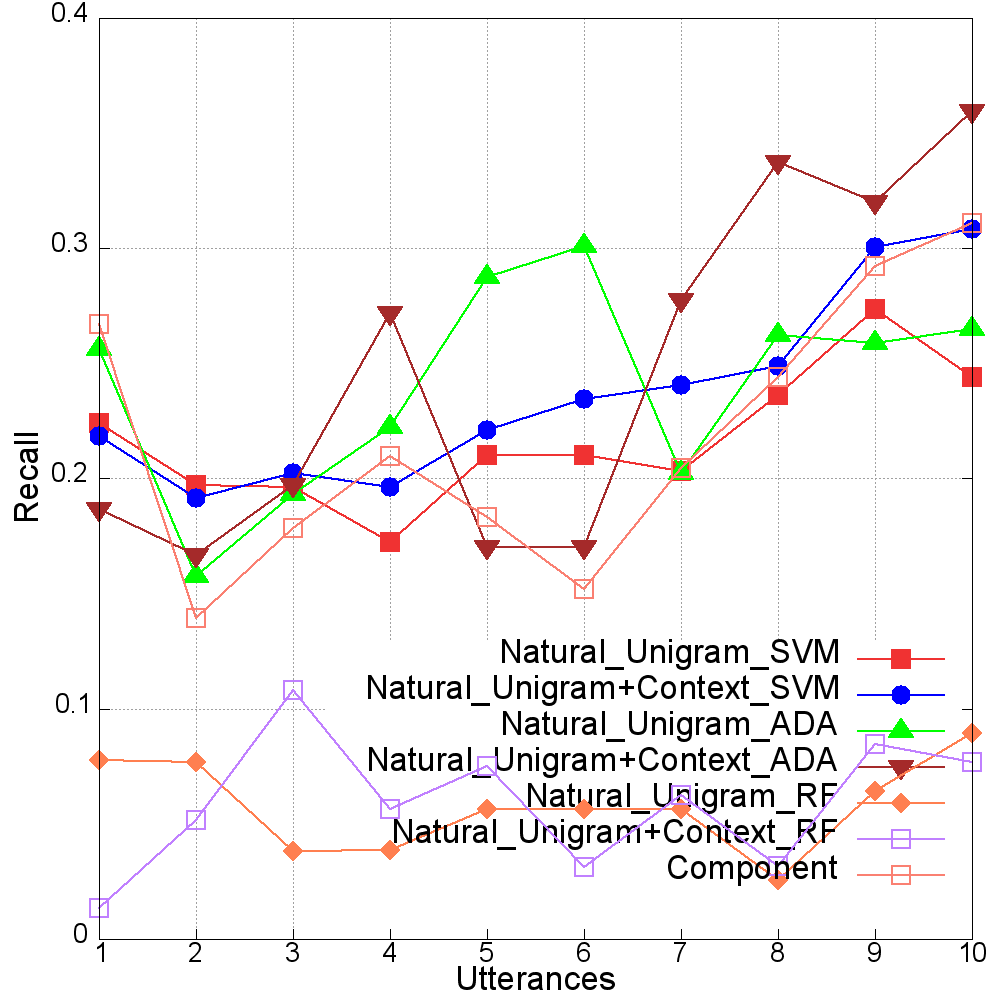 0.4
0.3
0.2
0.1
0
Recall
Natural_Unigram_SVM
Natural_Unigram+Context_SVM
Natural_Unigram_ADA
Natural_Unigram+Context_ADA
Natural_Unigram_RF
Natural_Unigram+Context_RF
Component
1 2 3 4 5 6 7 8 9 10
Utterances